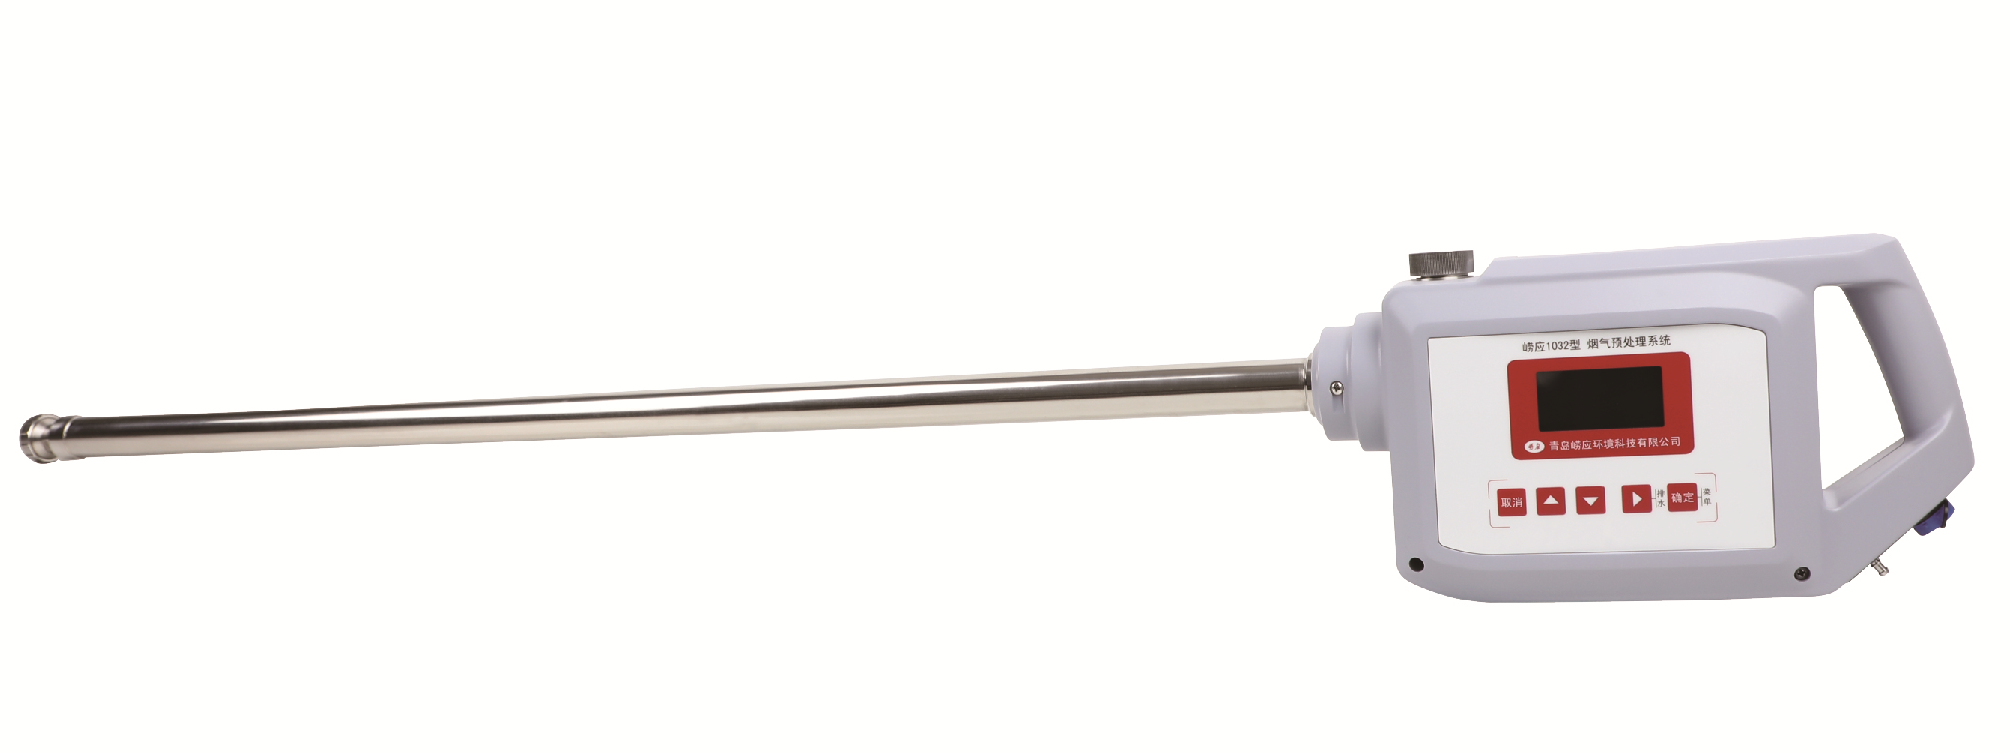 崂应1032型 烟气预处理系统
青岛崂应环境科技有限公司
取消
排水
确定
菜单